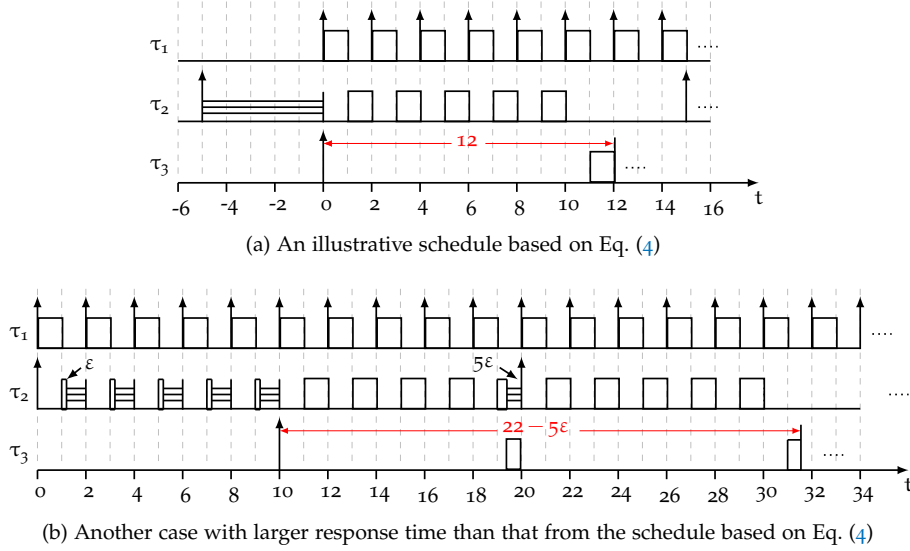 τ₁
....
τ₂
....
12
τ₃
....
-6 -4 -2 0 2 4 6 8 10 12 14 16
t
(a) An illustrative schedule based on Eq. (4)
τ₁
....
ε
5ε
τ₂
....
22 − 5ε
τ₃
....
0 2 4 6 8 10 12 14 16 18 20 22 24 26 28 30 32 34
t
(b) Another case with larger response time than that from the schedule based on Eq. (4)